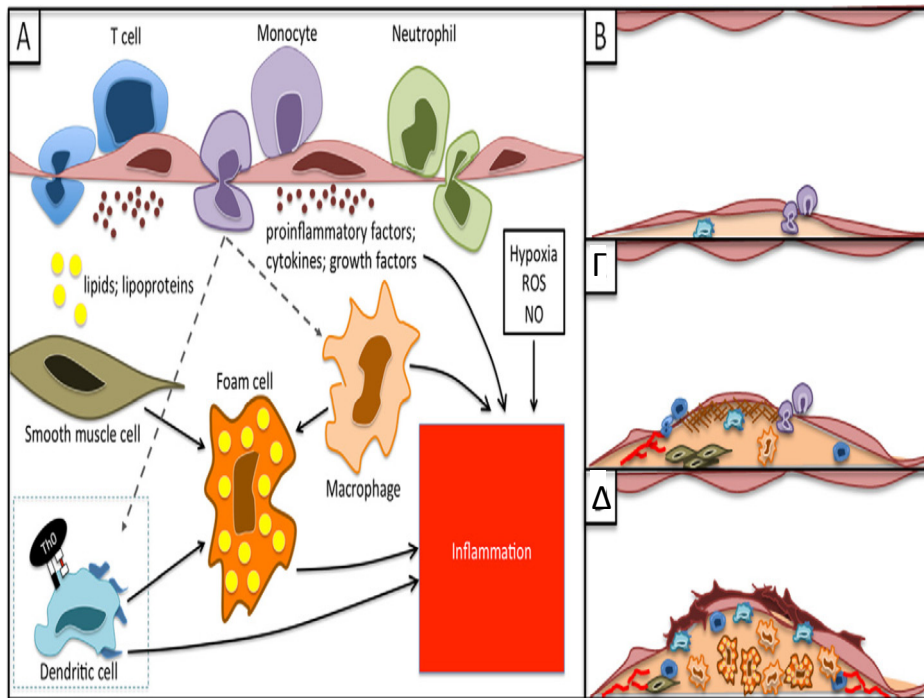 A
T cell
Monocyte
Neutrophil
proinflammatory factors;
cytokines; growth factors
lipids; lipoproteins
Hypoxia
ROS
NO
Smooth muscle cell
Foam cell
Macrophage
Inflammation
Th0
Dendritic cell
B
Γ
Δ